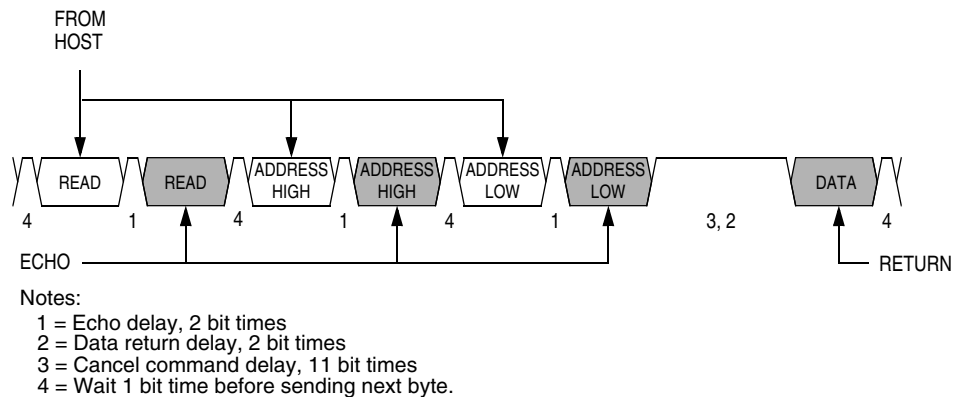 FROM
HOST
READ READ ADDRESS HIGH ADDRESS HIGH ADDRESS LOW ADDRESS LOW DATA
4 1 4 1 4 1 3, 2 4
ECHO RETURN
Notes:
1 = Echo delay, 2 bit times
2 = Data return delay, 2 bit times
3 = Cancel command delay, 11 bit times
4 = Wait 1 bit time before sending next byte.